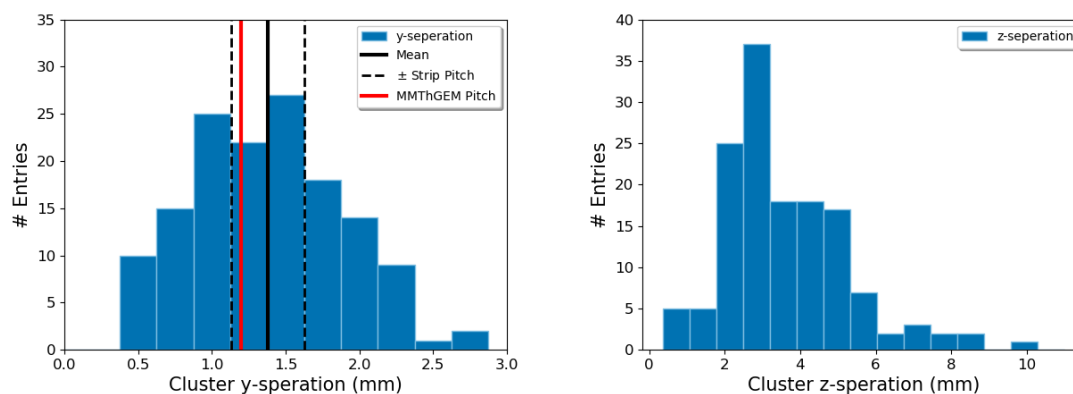 35
30
25
20
15
10
5
0
# Entries
0.0 0.5 1.0 1.5 2.0 2.5 3.0
Cluster y-speration (mm)
y-seperation
Mean
± Strip Pitch
MMThGEM Pitch
40
35
30
25
20
15
10
5
0
# Entries
0 2 4 6 8 10
Cluster z-speration (mm)
z-seperation